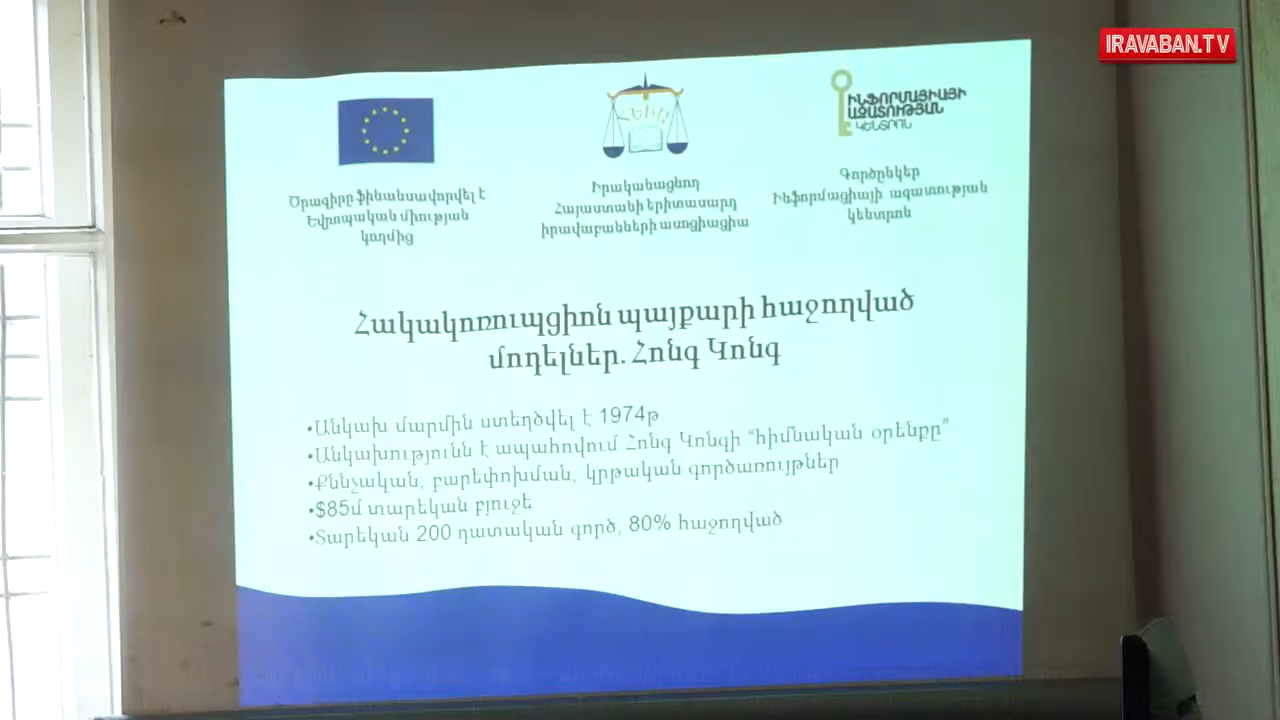 IRAVABAN.TV
ՀԵԻԱ
ԻՆՖՈՐՄԱՑԻԱՅԻ
ԱԶԱՏՈՒԹՅԱՆ
ԿԵՆՏՐՈՆ
Ծրագիրը ֆինանսավորվել է
Եվրոպական միության
կողմից
Իրականացնող
Հայաստանի երիտասարդ
իրավաբանների ասոցիացիա
Գործընկեր
Ինֆորմացիայի ազատության
կենտրոն
Հակակոռուպցիոն պայքարի հաջողված
մոդելներ. Հոնգ Կոնգ
•Անկախ մարմին ստեղծվել է 1974թ.
•Անկախությունն է ապահովում Հոնգ Կոնգի “հիմնական օրենքը”
•Քննչական, բարեփոխման, կրթական գործառույթներ
•$85մ տարեկան բյուջե
•Տարեկան 200 դատական գործ, 80% հաջողված